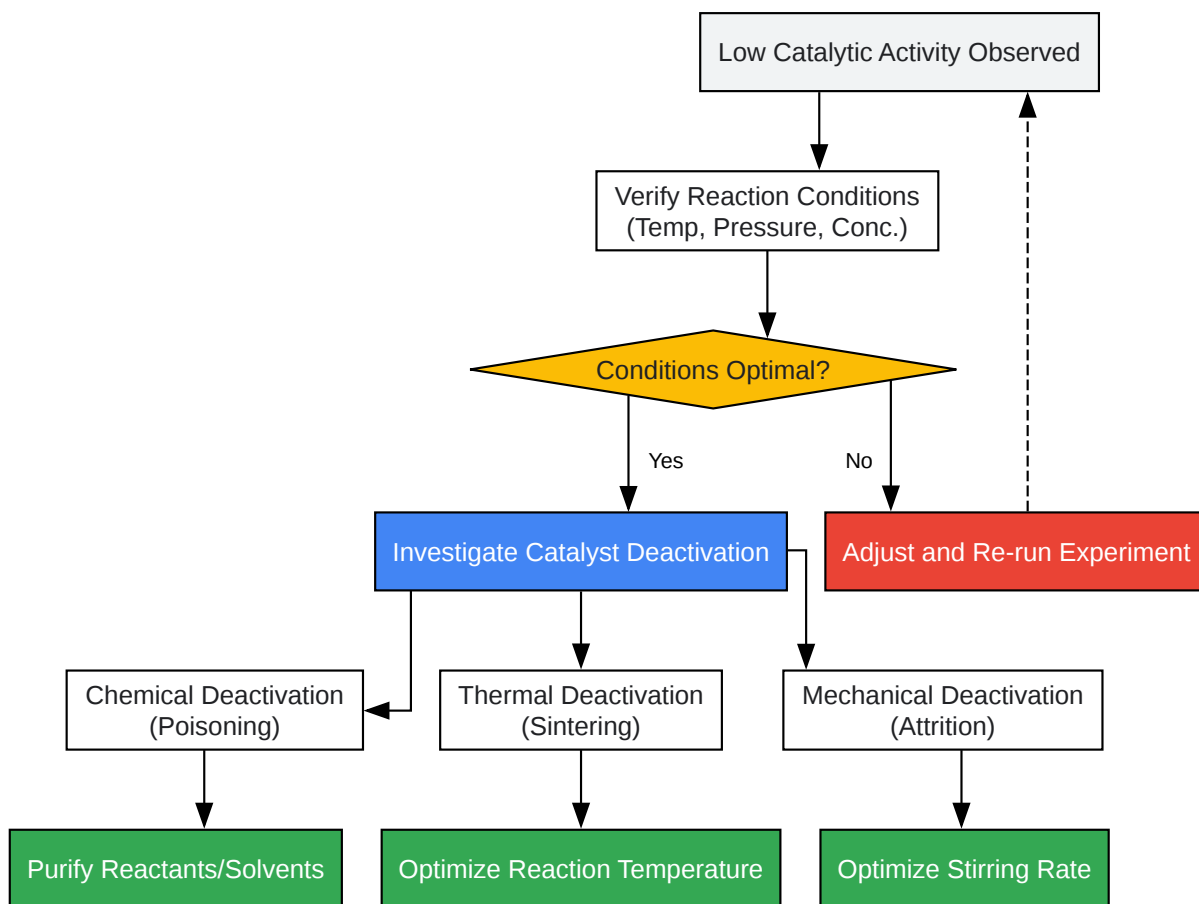 Low Catalytic Activity Observed
Verify Reaction Conditions
(Temp, Pressure, Conc.)
Conditions Optimal?
Yes
No
Investigate Catalyst Deactivation
Adjust and Re-run Experiment
Chemical Deactivation
(Poisoning)
Thermal Deactivation
(Sintering)
Mechanical Deactivation
(Attrition)
Purify Reactants/Solvents
Optimize Reaction Temperature
Optimize Stirring Rate